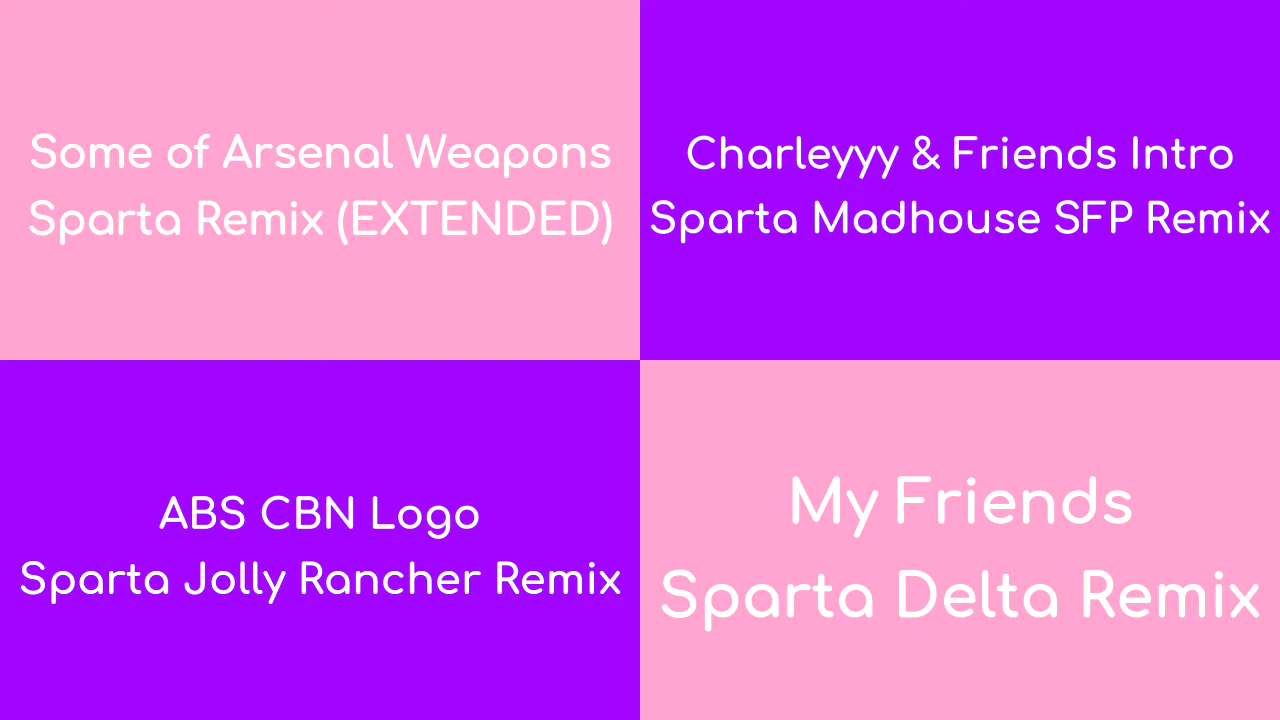 Some of Arsenal Weapons
Sparta Remix (EXTENDED)
Charleyyy & Friends Intro
Sparta Madhouse SFP Remix
ABS CBN Logo
Sparta Jolly Rancher Remix
My Friends
Sparta Delta Remix